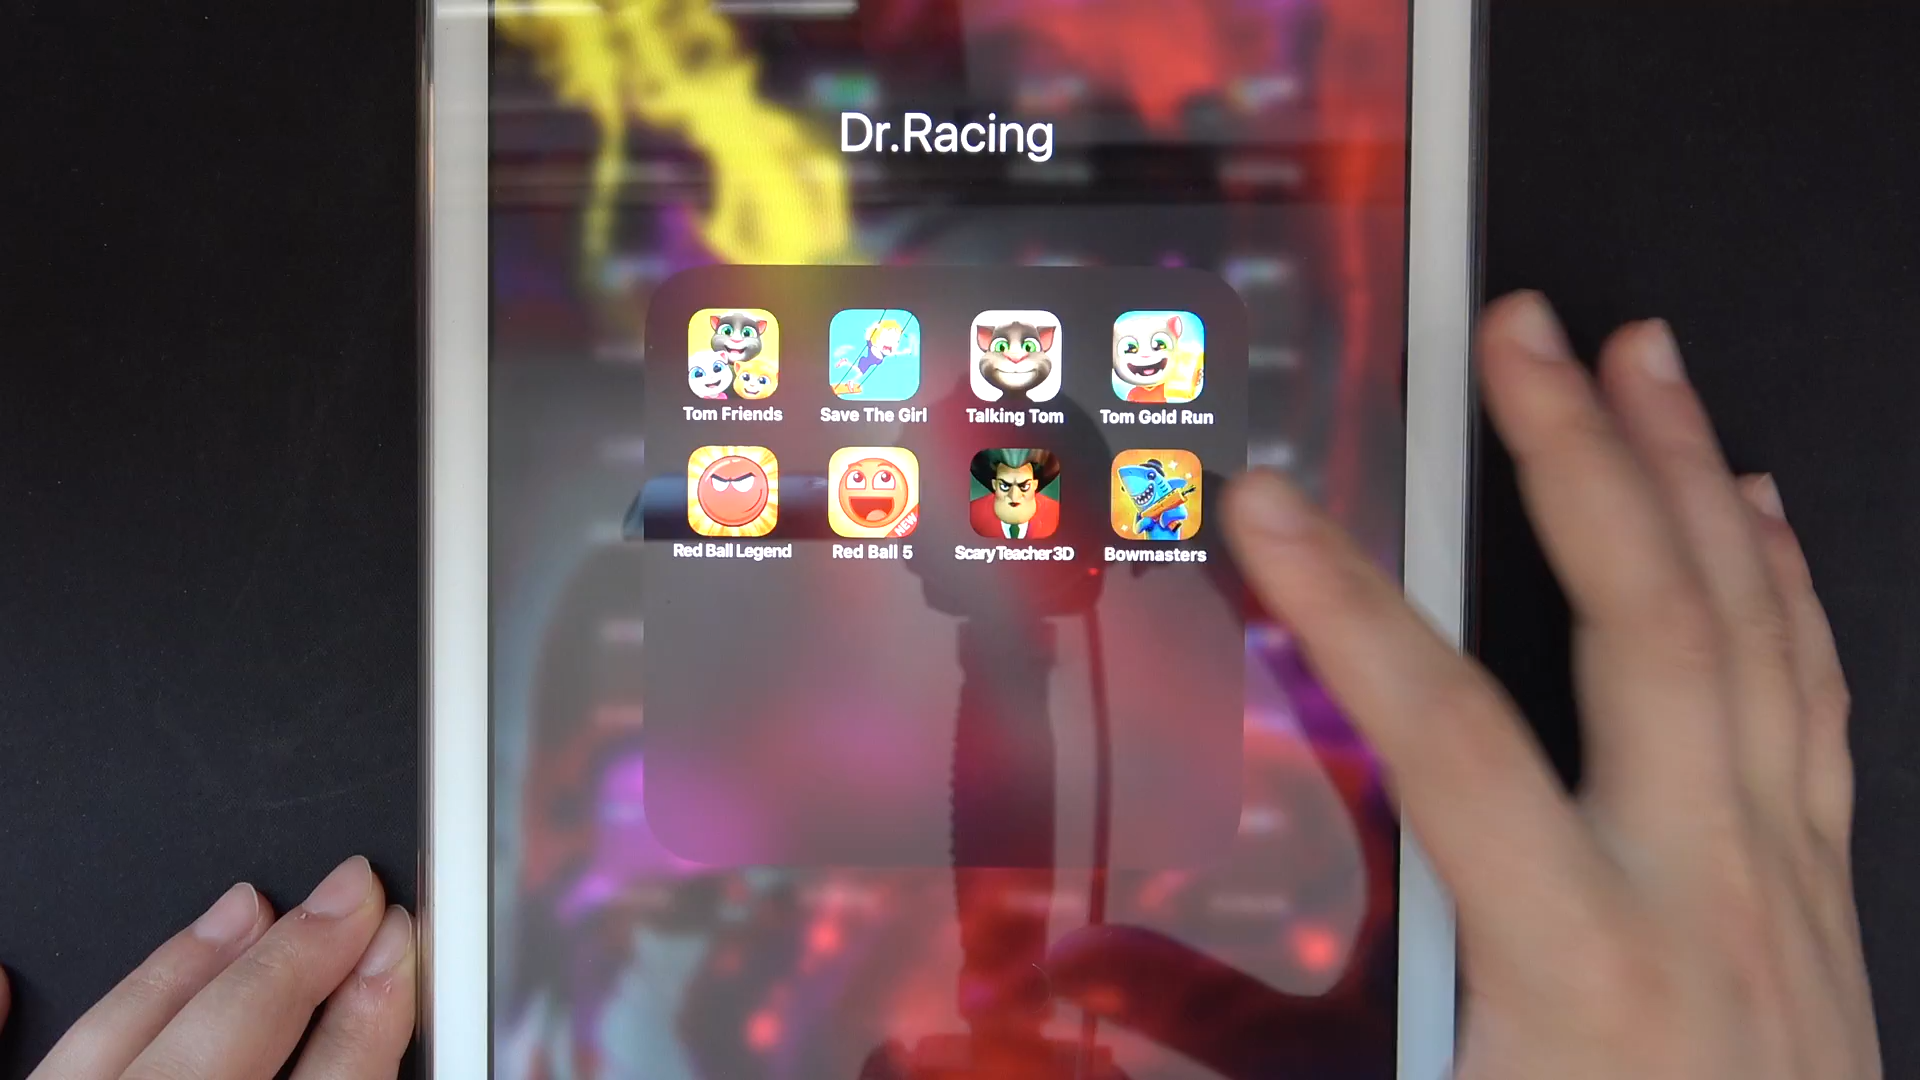 Dr.Racing
Tom Friends
Save The Girl
Talking Tom
Tom Gold Run
NEW
Red Ball Legend
Red Ball 5
Scary Teacher 3D
Bowmasters